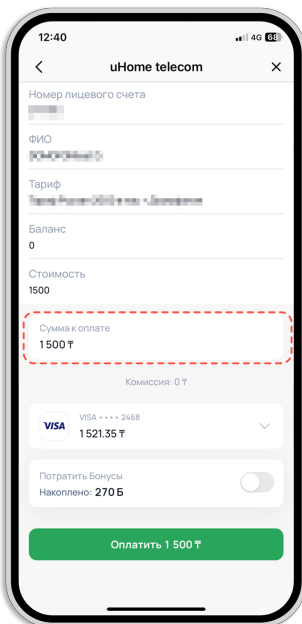 12:40
4G 68
uHome telecom
Номер лицевого счета
ФИО
Тариф
Баланс
0
Стоимость
1500
Сумма к оплате
1 500 ₸
Комиссия: 0 ₸
VISA
VISA •••• 2468
1 521.35 ₸
Потратить Бонусы
Накоплено: 270 Б
Оплатить 1 500 ₸